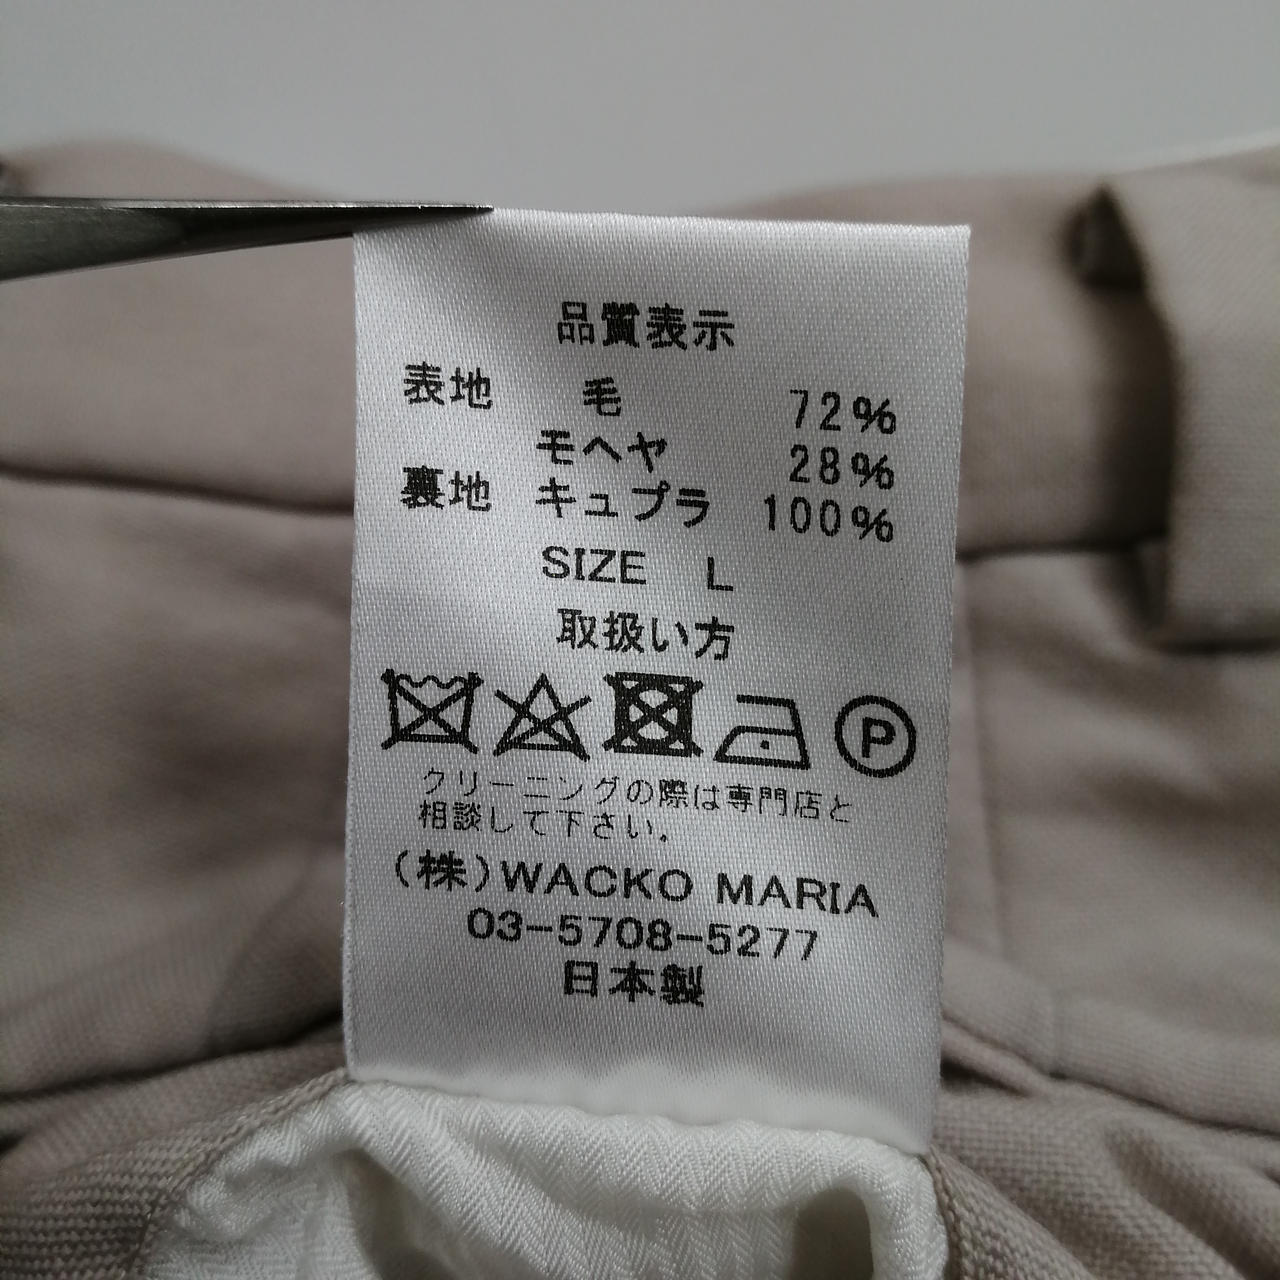 品質表示
表地 毛 72%
モヘヤ 28%
裏地 キュプラ 100%
SIZE L
取扱い方
P
クリーニングの際は専門店と
相談して下さい。
(株)WACKO MARIA
03-5708-5277
日本製